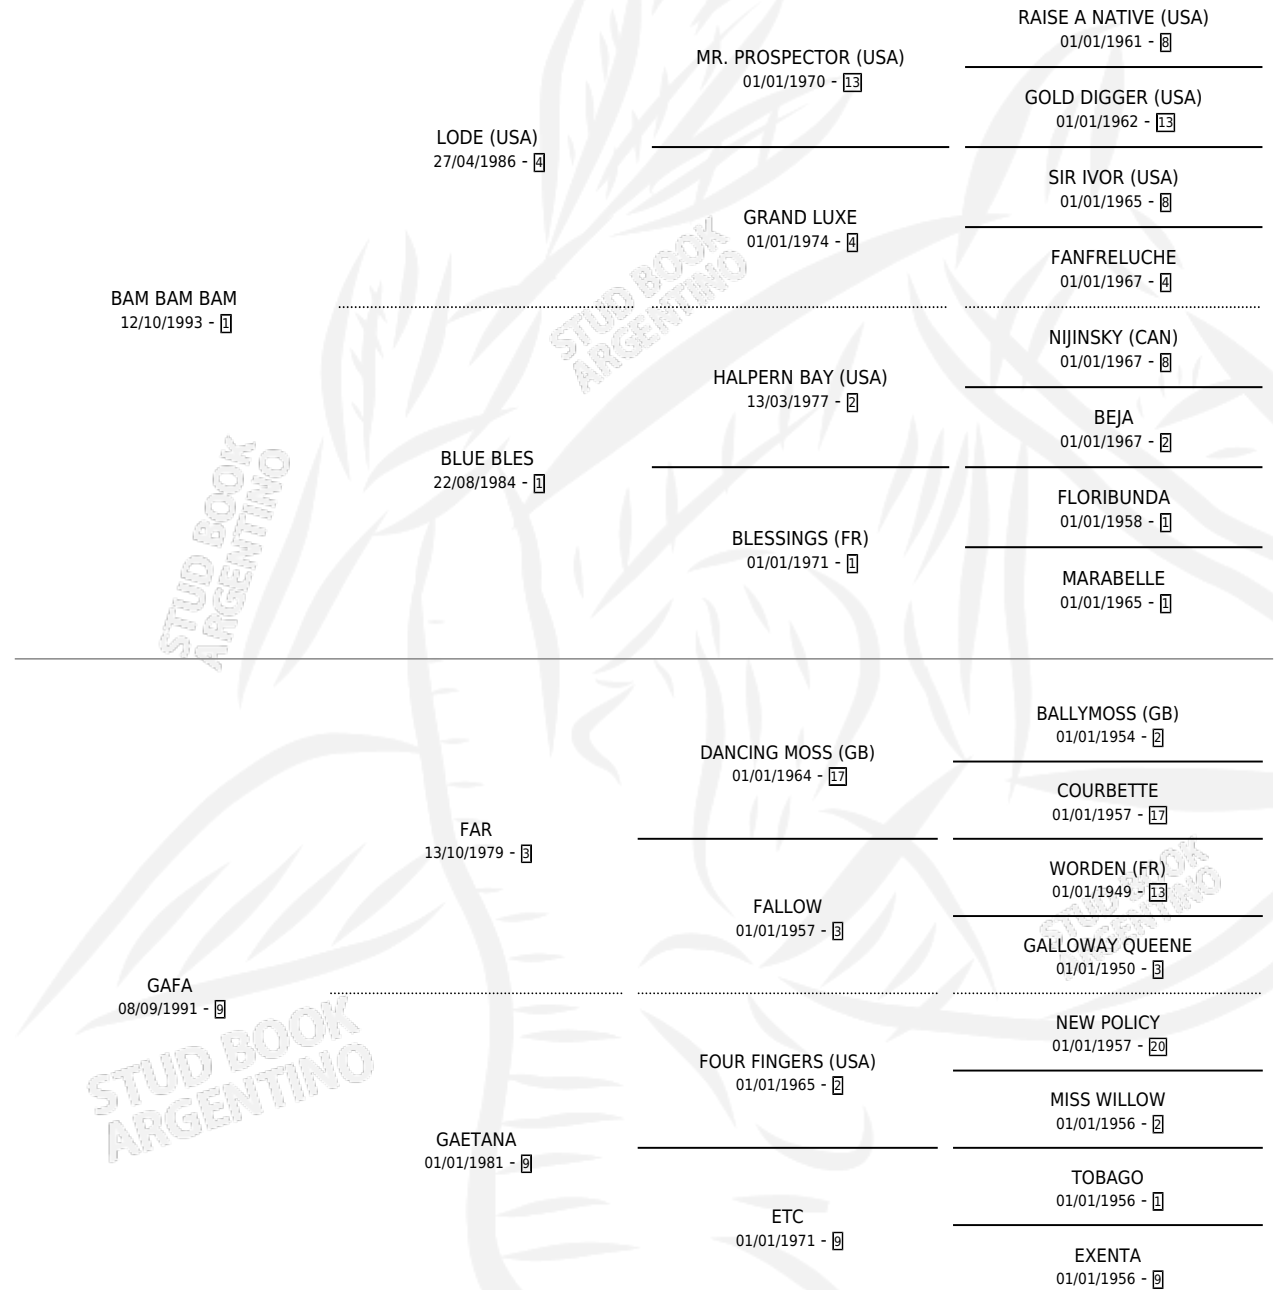 RAISE A NATIVE (USA)
01/01/1961 - 8
MR. PROSPECTOR (USA)
01/01/1970 - 13
GOLD DIGGER (USA)
01/01/1962 - 13
LODE (USA)
27/04/1986 - 4
SIR IVOR (USA)
01/01/1965 - 8
GRAND LUXE
01/01/1974 - 4
FANFRELUCHE
01/01/1967 - 4
BAM BAM BAM
12/10/1993 - 1
NIJINSKY (CAN)
01/01/1967 - 8
HALPERN BAY (USA)
13/03/1977 - 2
BEJA
01/01/1967 - 2
BLUE BLES
22/08/1984 - 1
FLORIBUNDA
01/01/1958 - 1
BLESSINGS (FR)
01/01/1971 - 1
MARABELLE
01/01/1965 - 1
STUD BOOK
ARGENTINO
STUD BOOK
ARGENTINO
BALLYMOSS (GB)
01/01/1954 - 2
DANCING MOSS (GB)
01/01/1964 - 17
COURBETTE
01/01/1957 - 17
FAR
13/10/1979 - 3
WORDEN (FR)
01/01/1949 - 13
FALLOW
01/01/1957 - 3
GALLOWAY QUEENE
01/01/1950 - 3
STUD BOOK
ARGENTINO
GAFA
08/09/1991 - 9
NEW POLICY
01/01/1957 - 20
FOUR FINGERS (USA)
01/01/1965 - 2
MISS WILLOW
01/01/1956 - 2
GAETANA
01/01/1981 - 9
TOBAGO
01/01/1956 - 1
ETC
01/01/1971 - 9
EXENTA
01/01/1956 - 9
STUD BOOK
ARGENTINO